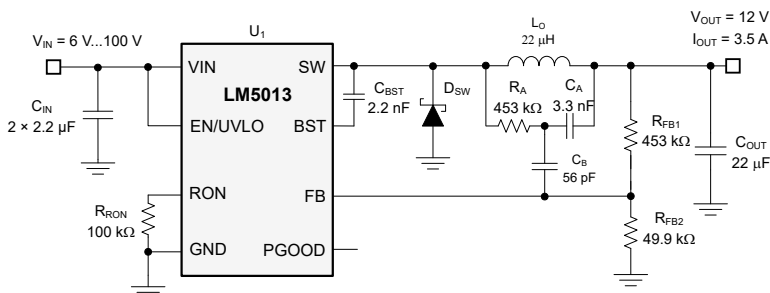 U1
VIN = 6 V...100 V
VOUT = 12 V
IOUT = 3.5 A
LO
22 µH
VIN
SW
LM5013
CIN
2 × 2.2 µF
EN/UVLO
BST
CBST
2.2 nF
DSW
RA
453 kΩ
CA
3.3 nF
CB
56 pF
RFB1
453 kΩ
COUT
22 µF
RON
FB
RRON
100 kΩ
GND
PGOOD
RFB2
49.9 kΩ